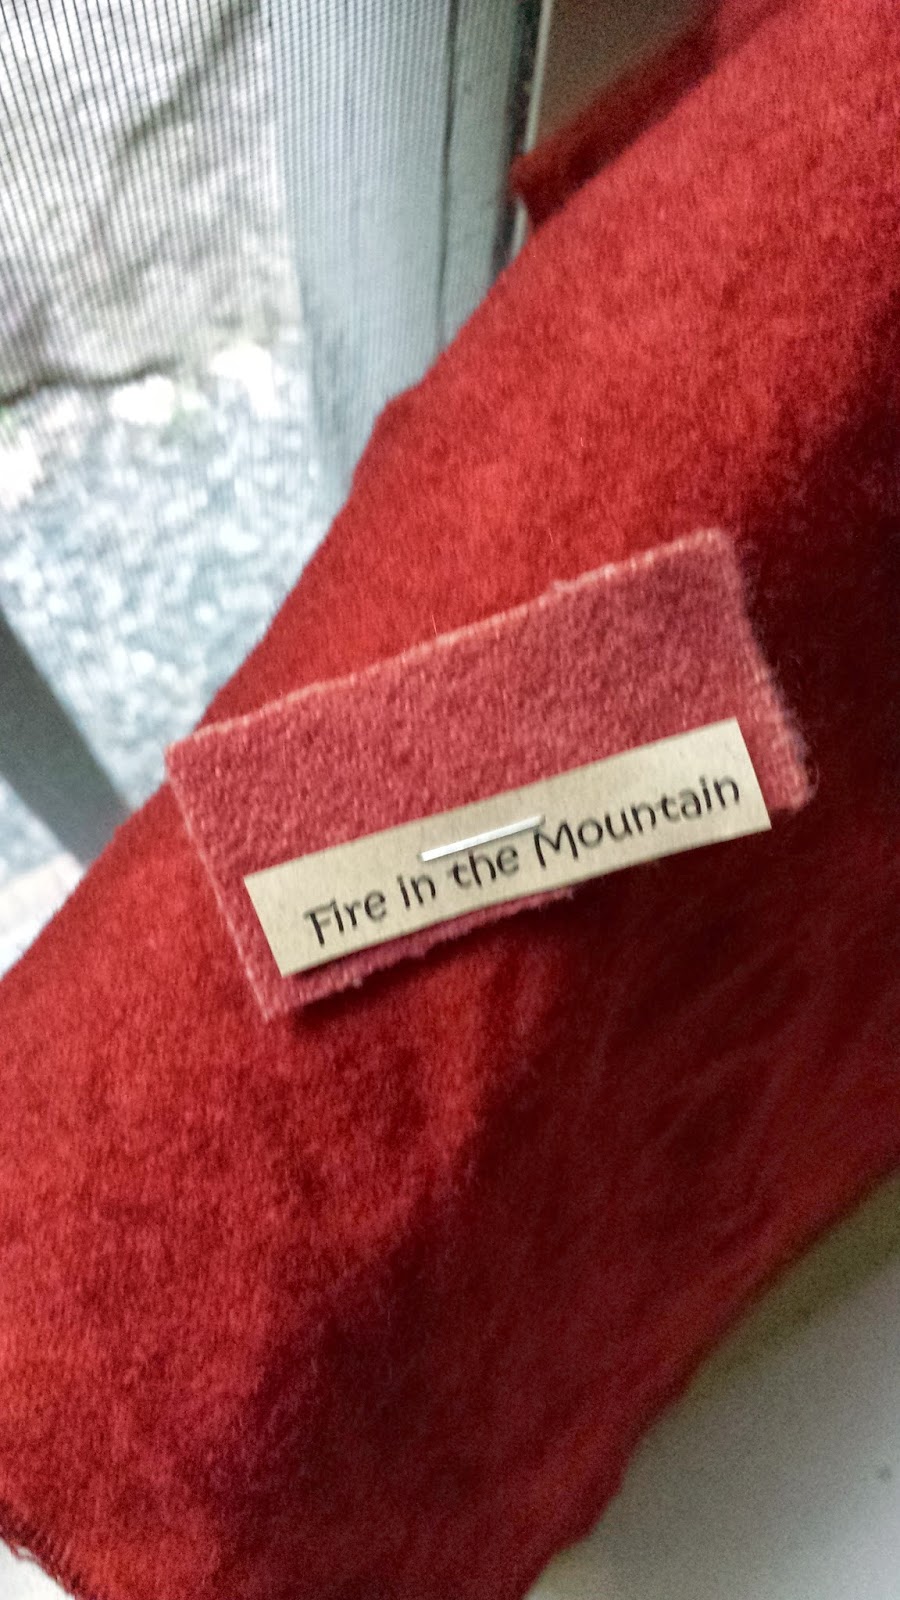 Fire in the Mountain